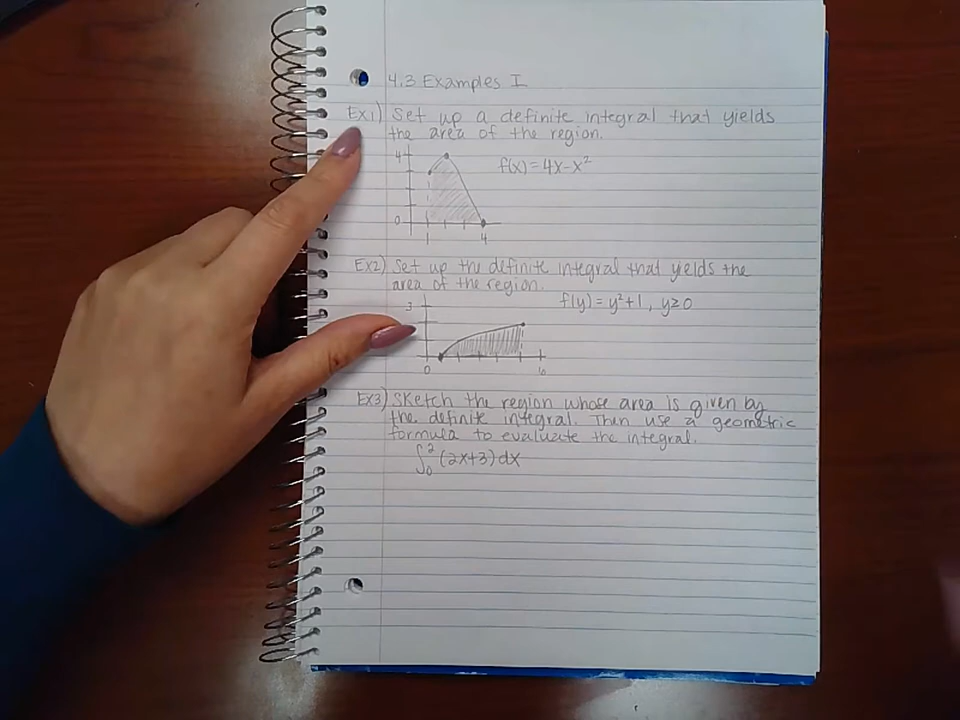 4.3 Examples I
Ex1) Set up a definite integral that yields
the area of the region.
4
f(x) = 4x-x²
0
1 4
Ex2) Set up the definite integral that yields the
area of the region.
3
f(y) = y²+1, y≥0
0
Ex3) Sketch the region whose area is given by
the definite integral. Then use a geometric
formula to evaluate the integral.
∫₀² (2x+3) dx